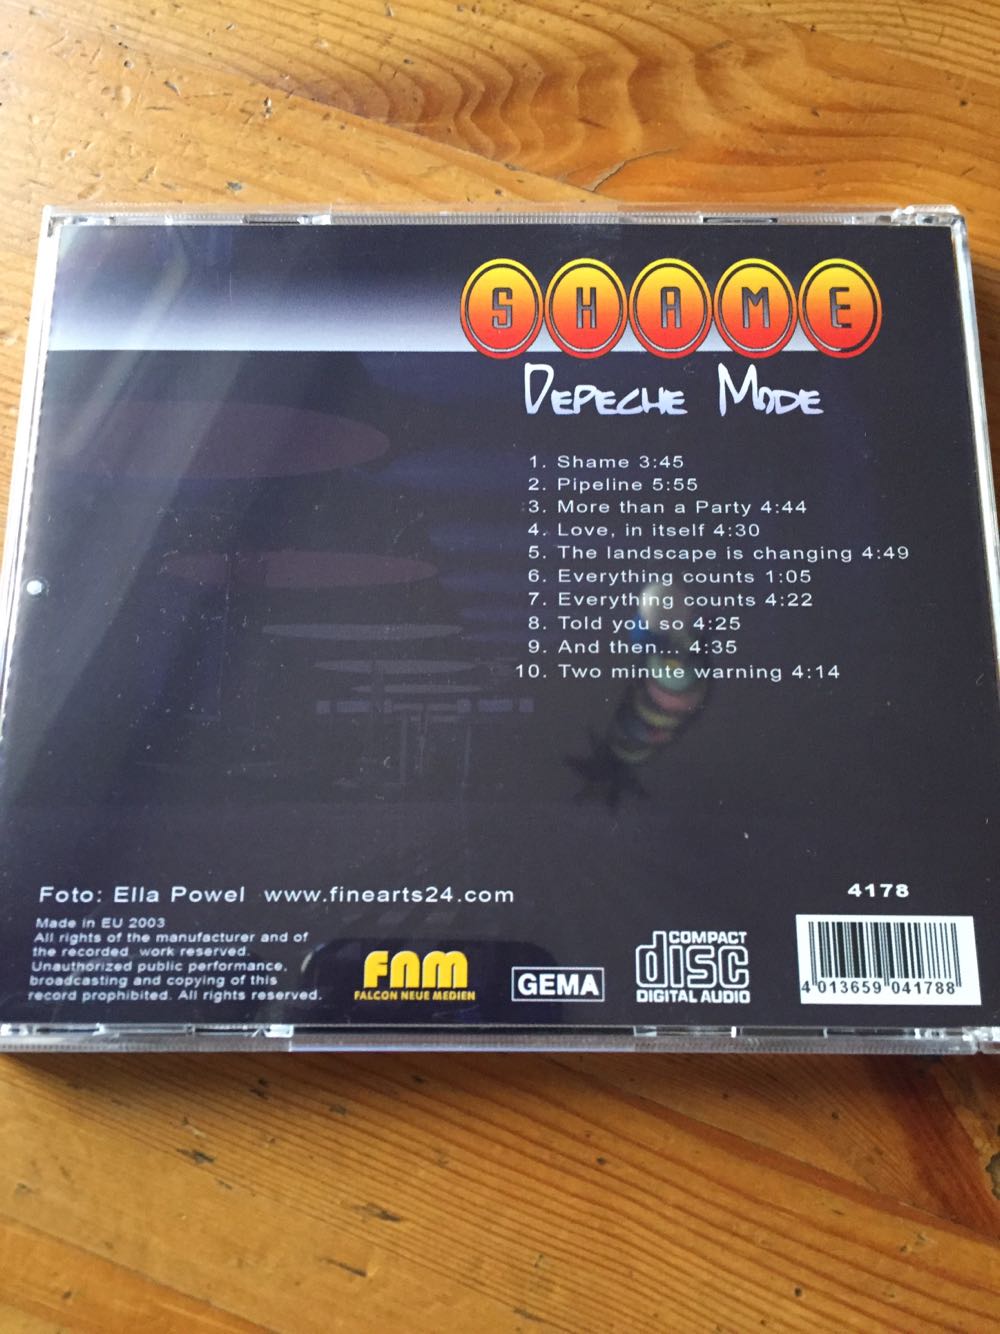 SHAME
DEPECHE MODE
1. Shame 3:45
2. Pipeline 5:55
3. More than a Party 4:44
4. Love, in itself 4:30
5. The landscape is changing 4:49
6. Everything counts 1:05
7. Everything counts 4:22
8. Told you so 4:25
9. And then... 4:35
10. Two minute warning 4:14
Foto: Ella Powel www.finearts24.com
4178
Made in EU 2003
All rights of the manufacturer and of
the recorded work reserved.
Unauthorized public performance,
broadcasting and copying of this
record prophibited. All rights reserved.
FNM
FALCON NEUE MEDIEN
GEMA
COMPACT
disc
DIGITAL AUDIO
4 013659 041788